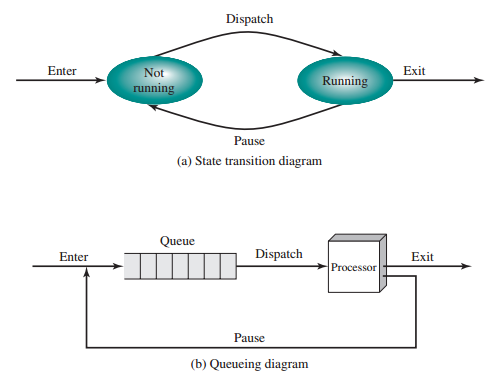 Dispatch
Enter
Not
running
Running
Exit
Pause
(a) State transition diagram
Queue
Enter
Dispatch
Processor
Exit
Pause
(b) Queueing diagram